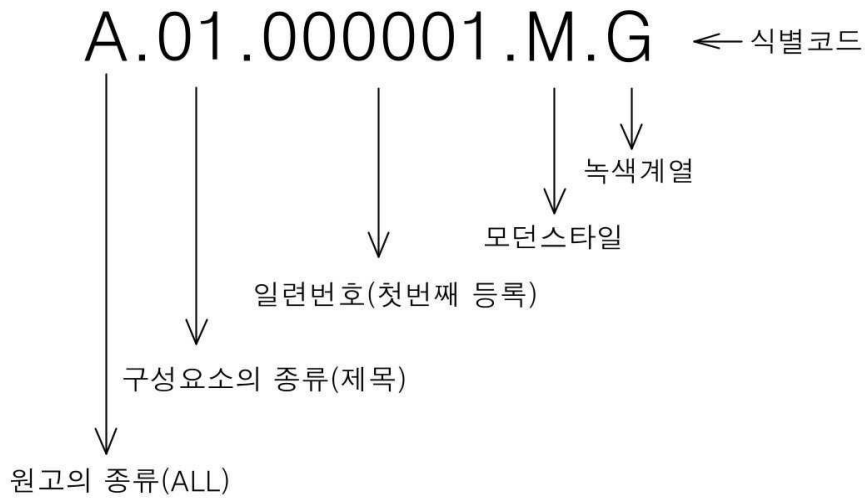 A.01.000001.M.G
식별코드
녹색계열
모던스타일
일련번호(첫번째 등록)
구성요소의 종류(제목)
원고의 종류(ALL)